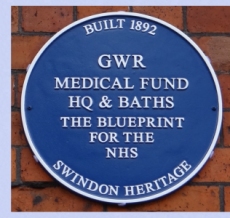 BUILT 1892
GWR
MEDICAL FUND
HQ & BATHS
THE BLUEPRINT
FOR THE
NHS
SWINDON HERITAGE